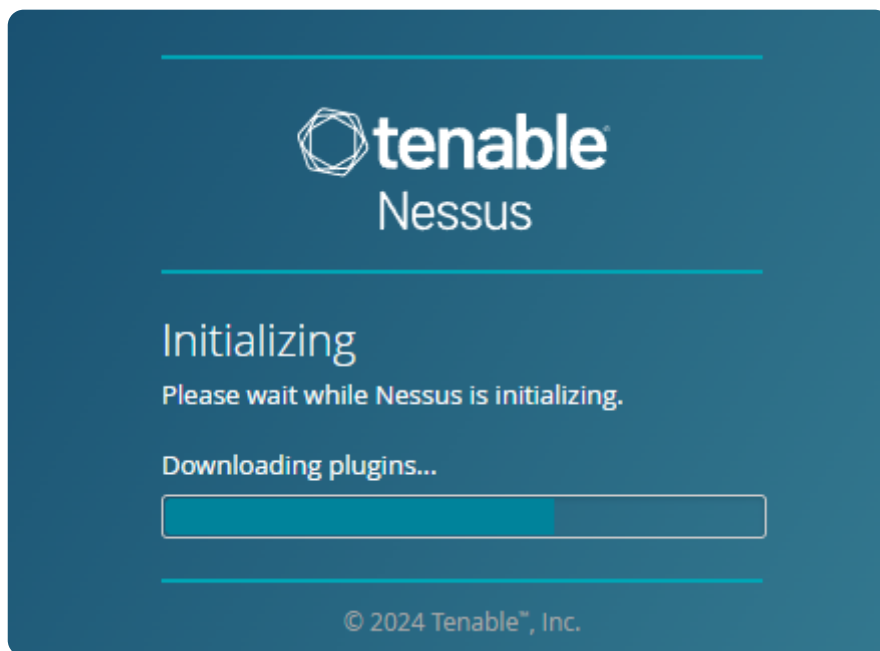 tenable®
Nessus
Initializing
Please wait while Nessus is initializing.
Downloading plugins...
© 2024 Tenable™, Inc.